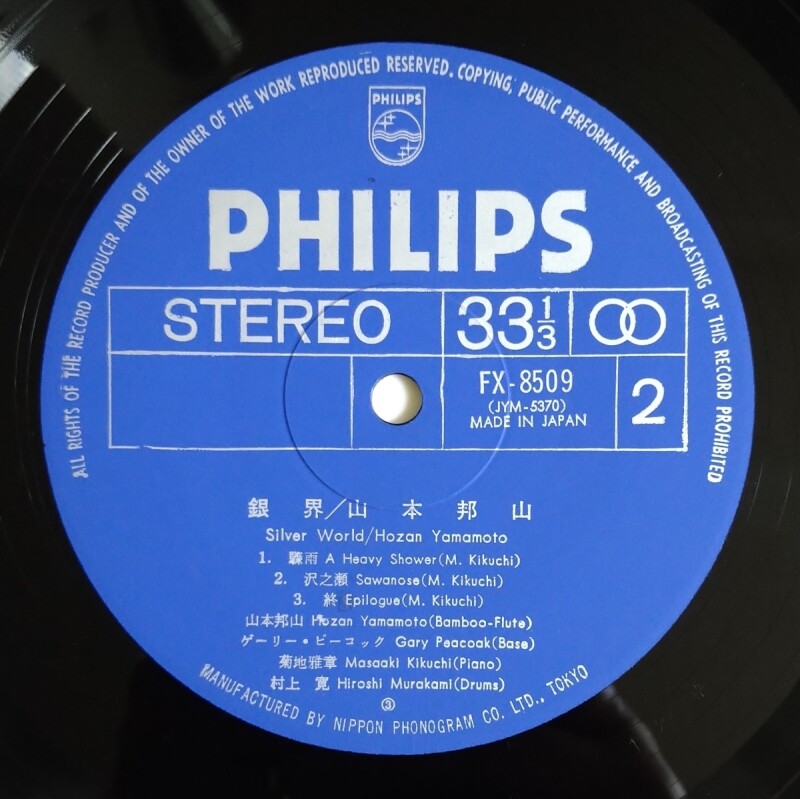 ALL RIGHTS OF THE RECORD PRODUCER AND OF THE OWNER OF THE WORK REPRODUCED RESERVED. COPYING, PUBLIC PERFORMANCE AND BROADCASTING OF THIS RECORD PROHIBITED
PHILIPS
PHILIPS
STEREO 33 1/3
FX-8509
(JYM-5370)
MADE IN JAPAN
2
銀界/山本邦山
Silver World/Hozan Yamamoto
1. 驟雨 A Heavy Shower(M. Kikuchi)
2. 沢之瀬 Sawanose(M. Kikuchi)
3. 終 Epilogue(M. Kikuchi)
山本邦山 Hozan Yamamoto(Bamboo-Flute)
ゲーリー・ピーコック Gary Peacoak(Base)
菊地雅章 Masaaki Kikuchi(Piano)
村上 寛 Hiroshi Murakami(Drums)
③
MANUFACTURED BY NIPPON PHONOGRAM CO. LTD., TOKYO